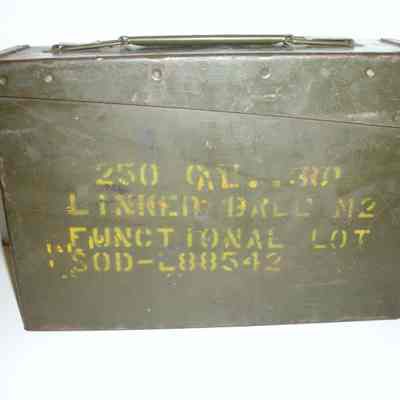 250 CAL. .30
LINKED BALL M2
FUNCTIONAL LOT
SOD-L88542